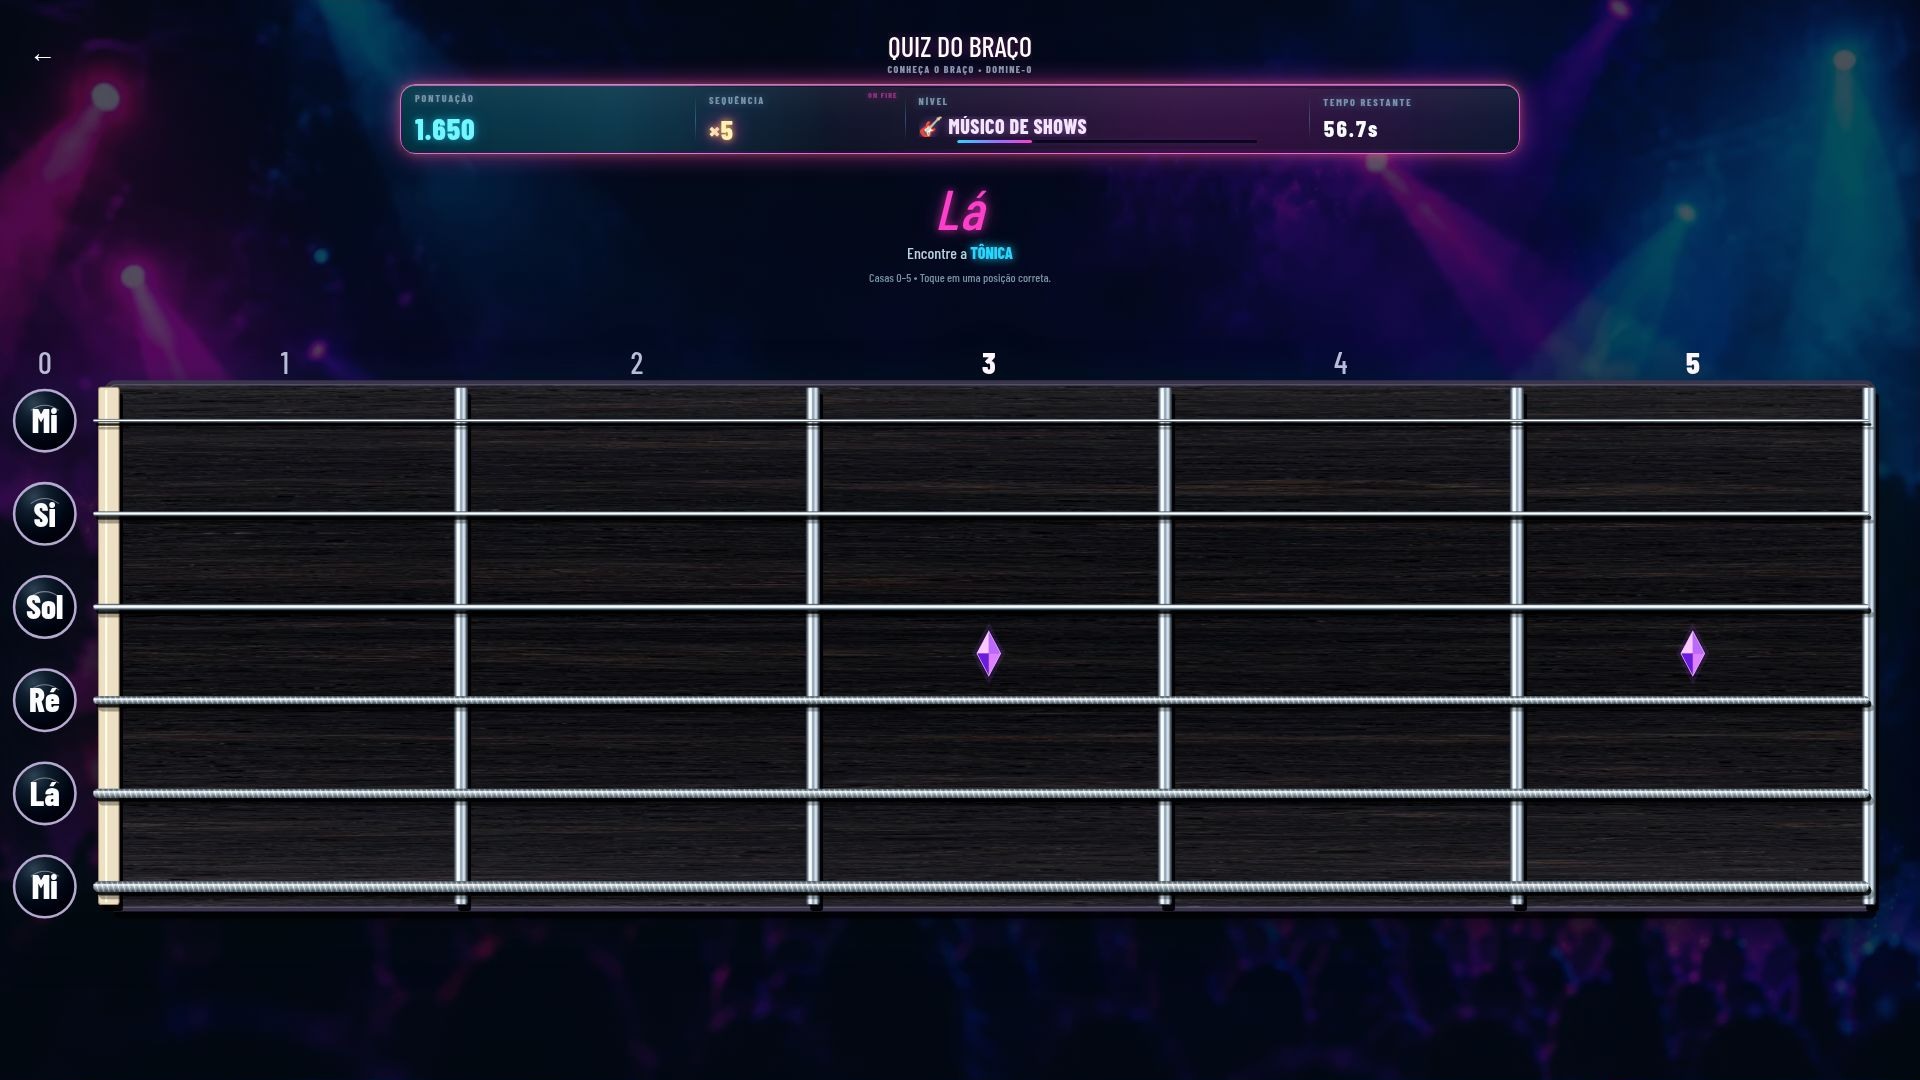 ←
QUIZ DO BRAÇO
CONHEÇA O BRAÇO • DOMINE-O
PONTUAÇÃO
1.650
SEQUÊNCIA
ON FIRE
×5
NÍVEL
🎸 MÚSICO DE SHOWS
TEMPO RESTANTE
56.7s
Lá
Encontre a TÔNICA
Casas 0–5 • Toque em uma posição correta.
0 1 2 3 4 5
Mi
Si
Sol
Ré
Lá
Mi